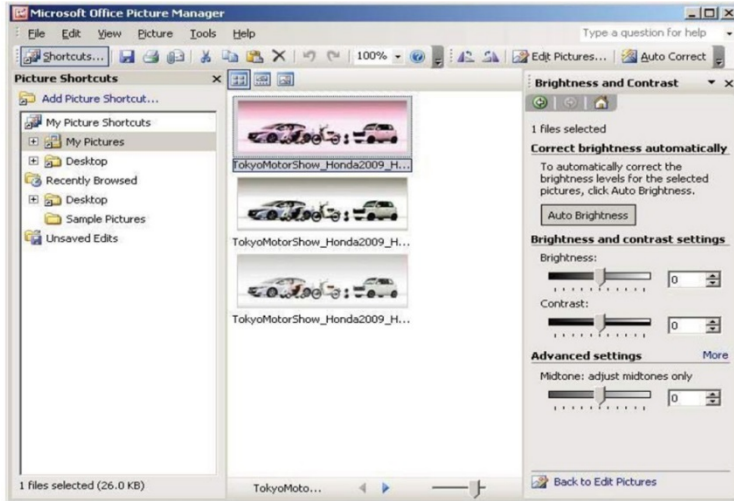 Microsoft Office Picture Manager
File Edit View Picture Tools Help Type a question for help
Shortcuts... 100% Edit Pictures... Auto Correct
Picture Shortcuts
Add Picture Shortcut...
My Picture Shortcuts
My Pictures
Desktop
Recently Browsed
Desktop
Sample Pictures
Unsaved Edits
1 files selected (26.0 KB)
TokyoMotorShow_Honda2009_H...
TokyoMotorShow_Honda2009_H...
TokyoMotorShow_Honda2009_H...
TokyoMoto...
Brightness and Contrast
1 files selected
Correct brightness automatically
To automatically correct the
brightness levels for the selected
pictures, click Auto Brightness.
Auto Brightness
Brightness and contrast settings
Brightness:
0
Contrast:
0
Advanced settings More
Midtone: adjust midtones only
0
Back to Edit Pictures